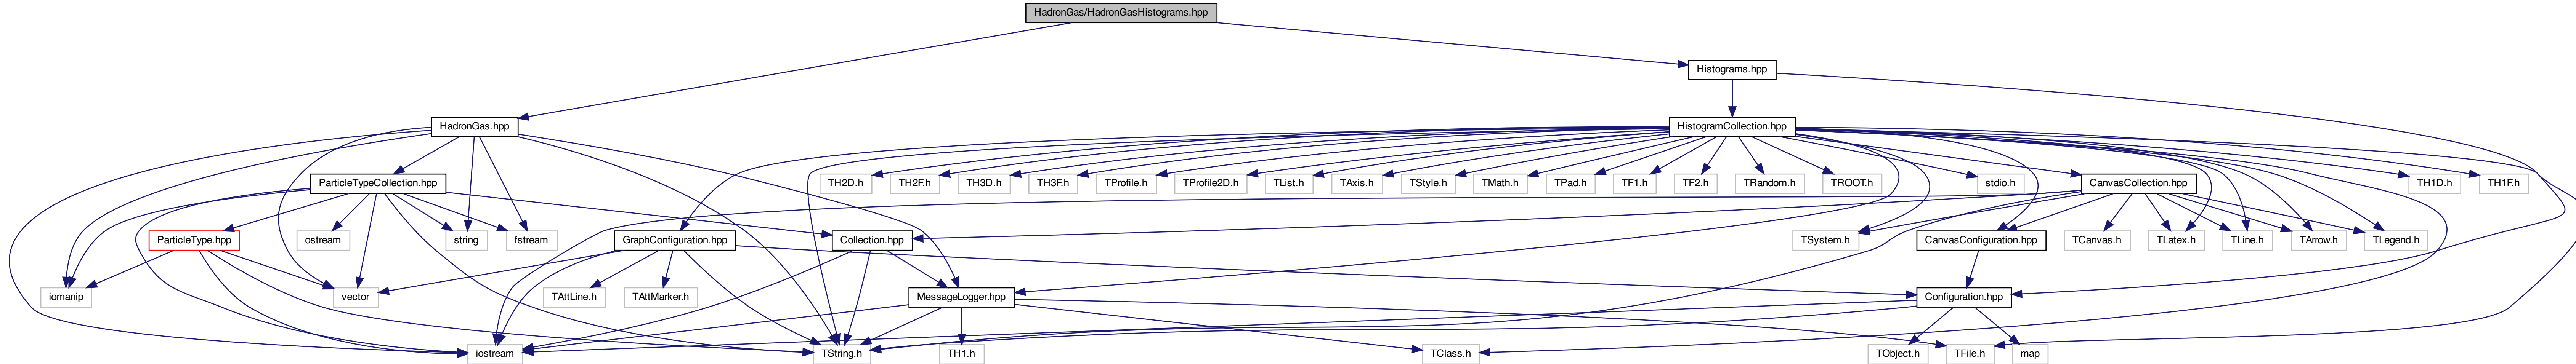 HadronGas/HadronGasHistograms.hpp
Histograms.hpp
HadronGas.hpp
HistogramCollection.hpp
ParticleTypeCollection.hpp
TH2D.h
TH2F.h
TH3D.h
TH3F.h
TProfile.h
TProfile2D.h
TList.h
TAxis.h
TStyle.h
TMath.h
TPad.h
TF1.h
TF2.h
TRandom.h
TROOT.h
stdio.h
CanvasCollection.hpp
TH1D.h
TH1F.h
ParticleType.hpp
ostream
string
fstream
GraphConfiguration.hpp
Collection.hpp
TSystem.h
CanvasConfiguration.hpp
TCanvas.h
TLatex.h
TLine.h
TArrow.h
TLegend.h
iomanip
vector
TAttLine.h
TAttMarker.h
MessageLogger.hpp
Configuration.hpp
iostream
TString.h
TH1.h
TClass.h
TObject.h
TFile.h
map